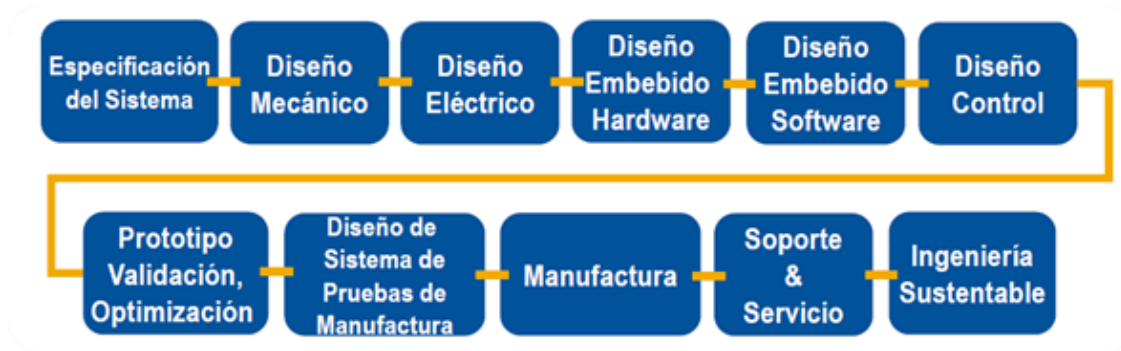 Especificación
del Sistema
Diseño
Mecánico
Diseño
Eléctrico
Diseño
Embebido
Hardware
Diseño
Embebido
Software
Diseño
Control
Prototipo
Validación,
Optimización
Diseño de
Sistema de
Pruebas de
Manufactura
Manufactura
Soporte
&
Servicio
Ingeniería
Sustentable